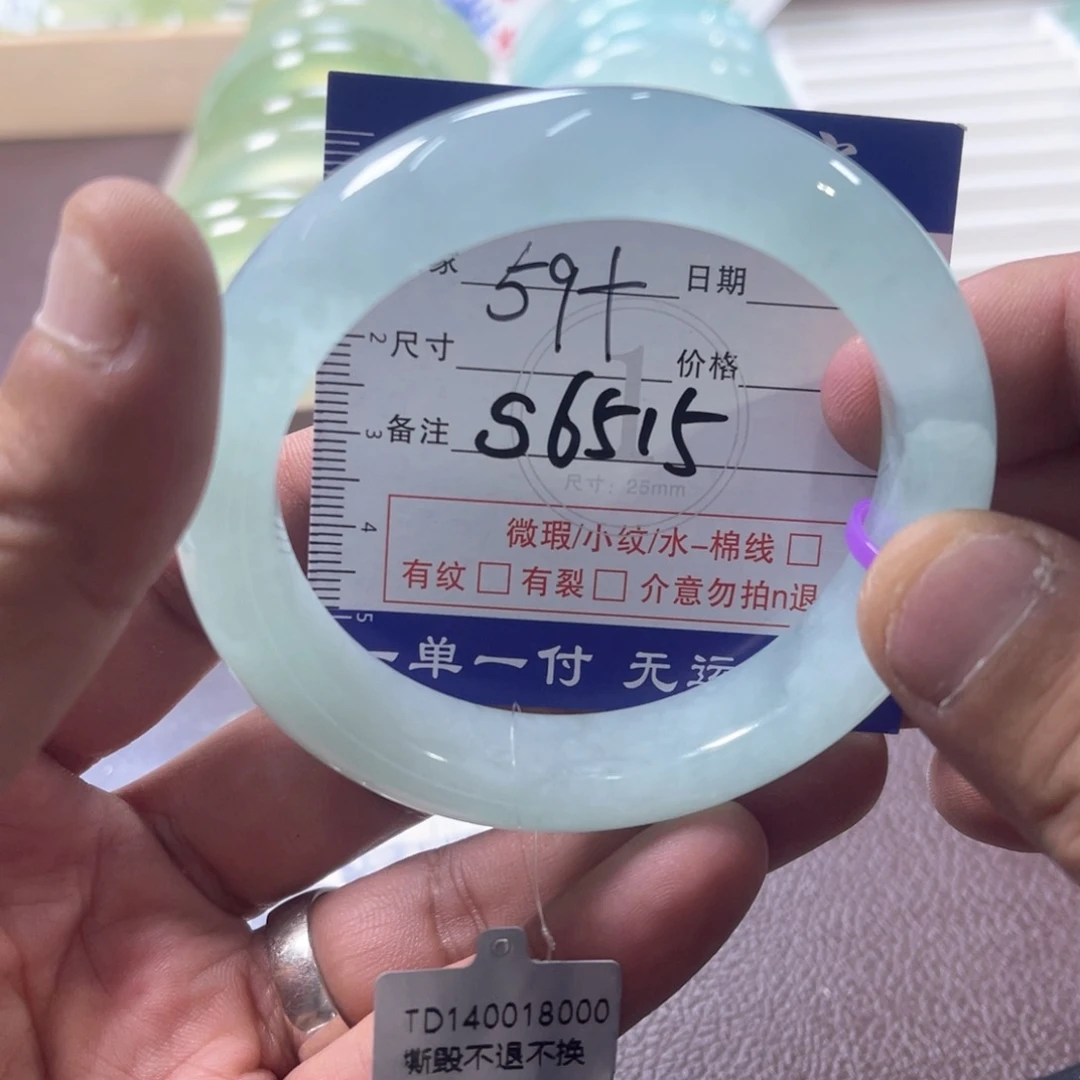 家 59+ 日期
尺寸 价格
备注 S6515
尺寸：25mm
微瑕/小纹/水-棉线 □
有纹 □ 有裂 □ 介意勿拍n退
一单一付 无运
2
3
4
5
TD140018000
撕毁不退不换